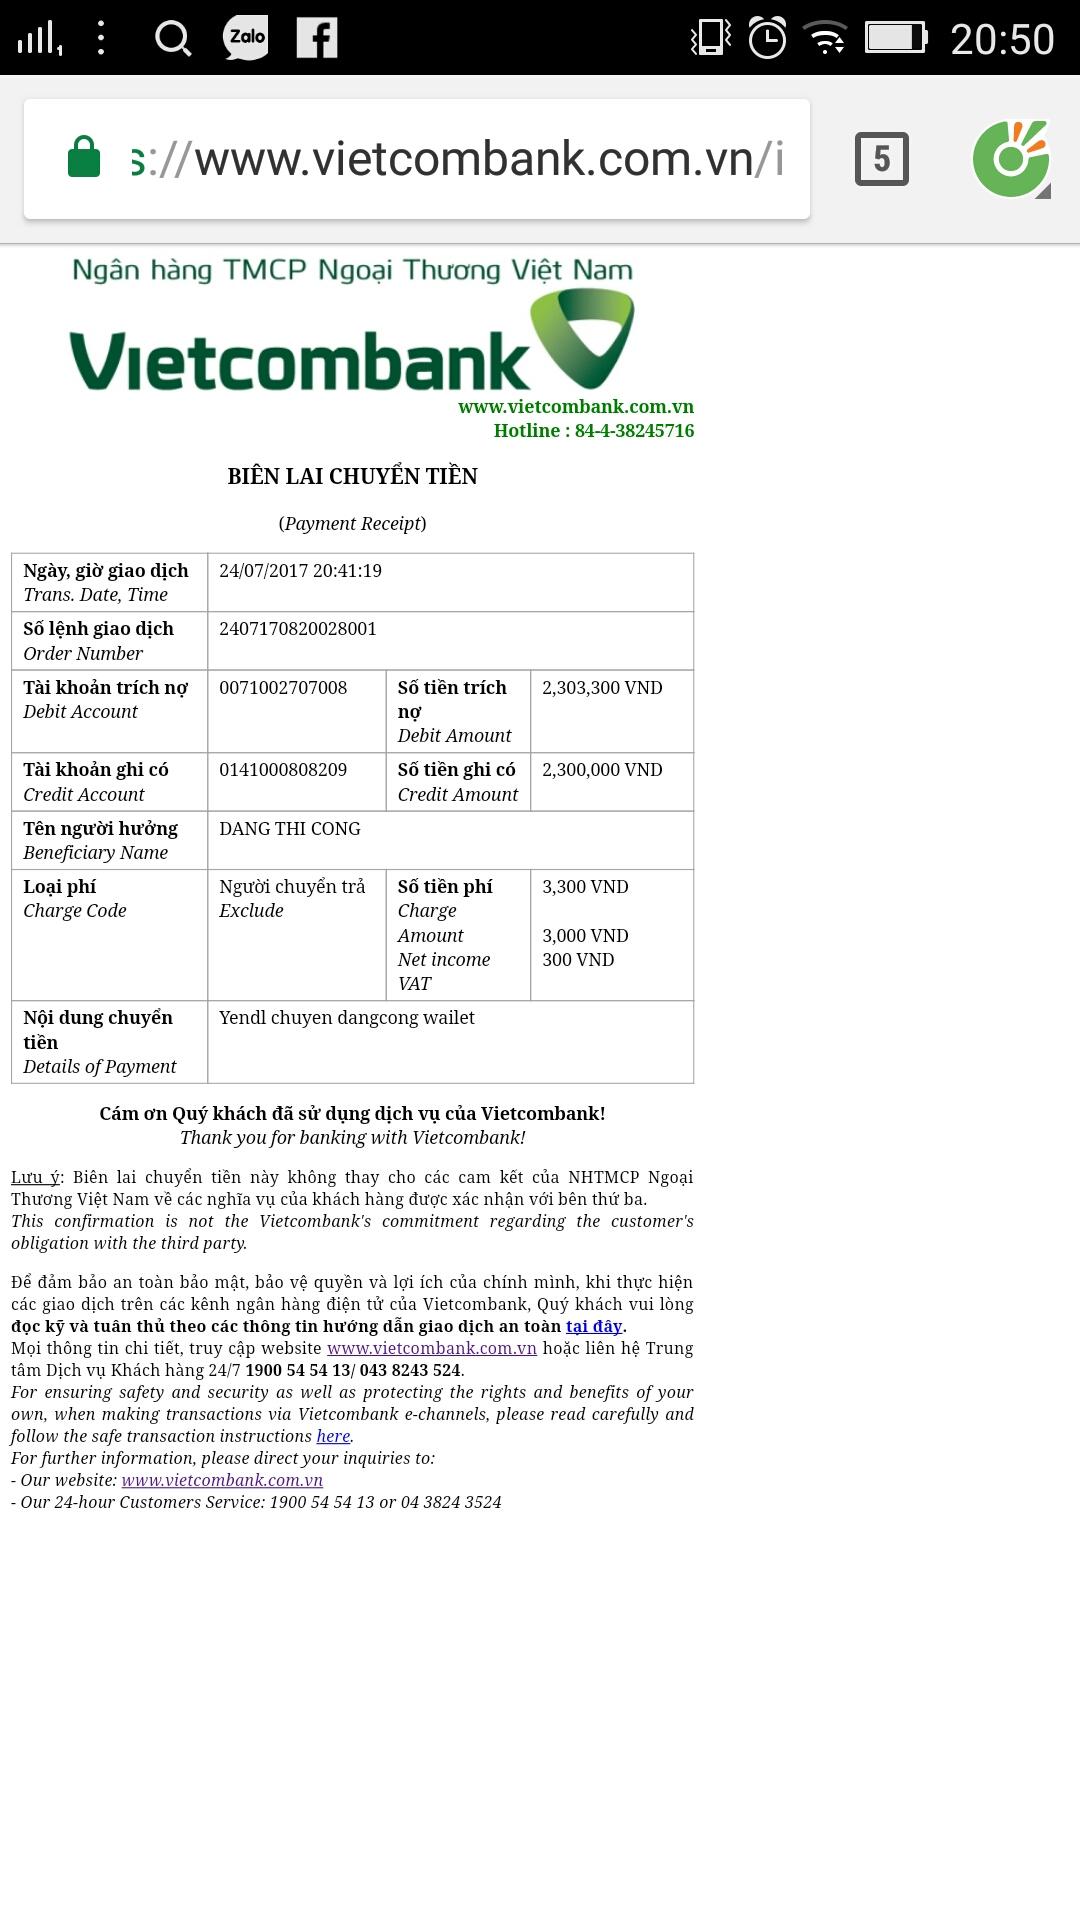 Zalo
20:50
s://www.vietcombank.com.vn/i
5
Ngân hàng TMCP Ngoại Thương Việt Nam
Vietcombank
www.vietcombank.com.vn
Hotline : 84-4-38245716
BIÊN LAI CHUYỂN TIỀN
(Payment Receipt)
Ngày, giờ giao dịch 24/07/2017 20:41:19
Trans. Date, Time
Số lệnh giao dịch 2407170820028001
Order Number
Tài khoản trích nợ 0071002707008 Số tiền trích 2,303,300 VND
Debit Account nợ
Debit Amount
Tài khoản ghi có 0141000808209 Số tiền ghi có 2,300,000 VND
Credit Account Credit Amount
Tên người hưởng DANG THI CONG
Beneficiary Name
Loại phí Người chuyển trả Số tiền phí 3,300 VND
Charge Code Exclude Charge
Amount 3,000 VND
Net income 300 VND
VAT
Nội dung chuyển Yendl chuyen dangcong wailet
tiền
Details of Payment
Cám ơn Quý khách đã sử dụng dịch vụ của Vietcombank!
Thank you for banking with Vietcombank!
Lưu ý: Biên lai chuyển tiền này không thay cho các cam kết của NHTMCP Ngoại
Thương Việt Nam về các nghĩa vụ của khách hàng được xác nhận với bên thứ ba.
This confirmation is not the Vietcombank's commitment regarding the customer's
obligation with the third party.
Để đảm bảo an toàn bảo mật, bảo vệ quyền và lợi ích của chính mình, khi thực hiện
các giao dịch trên các kênh ngân hàng điện tử của Vietcombank, Quý khách vui lòng
đọc kỹ và tuân thủ theo các thông tin hướng dẫn giao dịch an toàn tại đây.
Mọi thông tin chi tiết, truy cập website www.vietcombank.com.vn hoặc liên hệ Trung
tâm Dịch vụ Khách hàng 24/7 1900 54 54 13/ 043 8243 524.
For ensuring safety and security as well as protecting the rights and benefits of your
own, when making transactions via Vietcombank e-channels, please read carefully and
follow the safe transaction instructions here.
For further information, please direct your inquiries to:
- Our website: www.vietcombank.com.vn
- Our 24-hour Customers Service: 1900 54 54 13 or 04 3824 3524